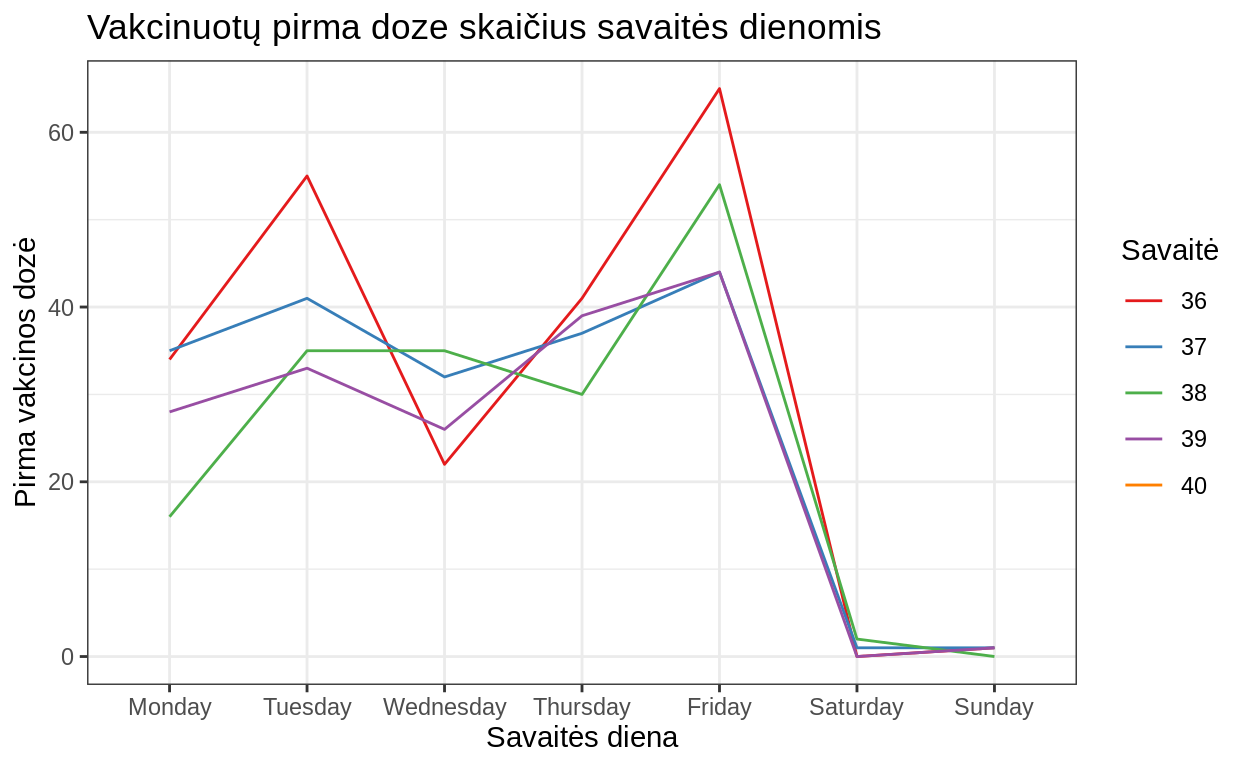 Vakcinuotų pirma doze skaičius savaitės dienomis
Pirma vakcinos dozė
60
40
20
0
Monday Tuesday Wednesday Thursday Friday Saturday Sunday
Savaitės diena
Savaitė
36
37
38
39
40